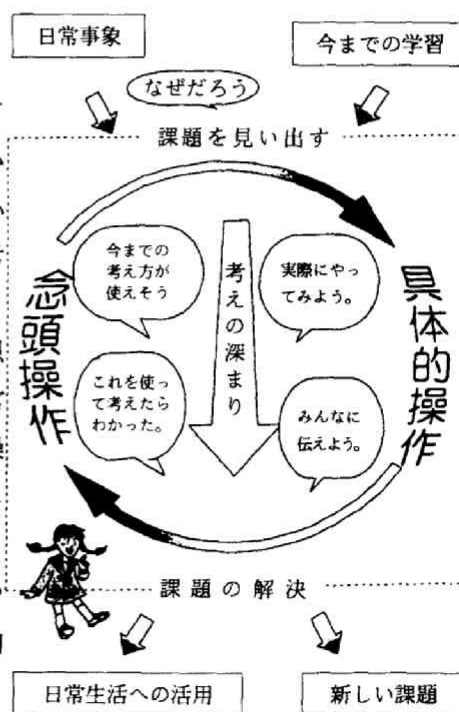 日常事象
今までの学習
なぜだろう
課題を見い出す
今までの
考え方が
使えそう
実際にやっ
てみよう。
考えの深まり
念頭操作
具体的操作
これを使っ
て考えたら
わかった。
みんなに
伝えよう。
課題の解決
日常生活への活用
新しい課題